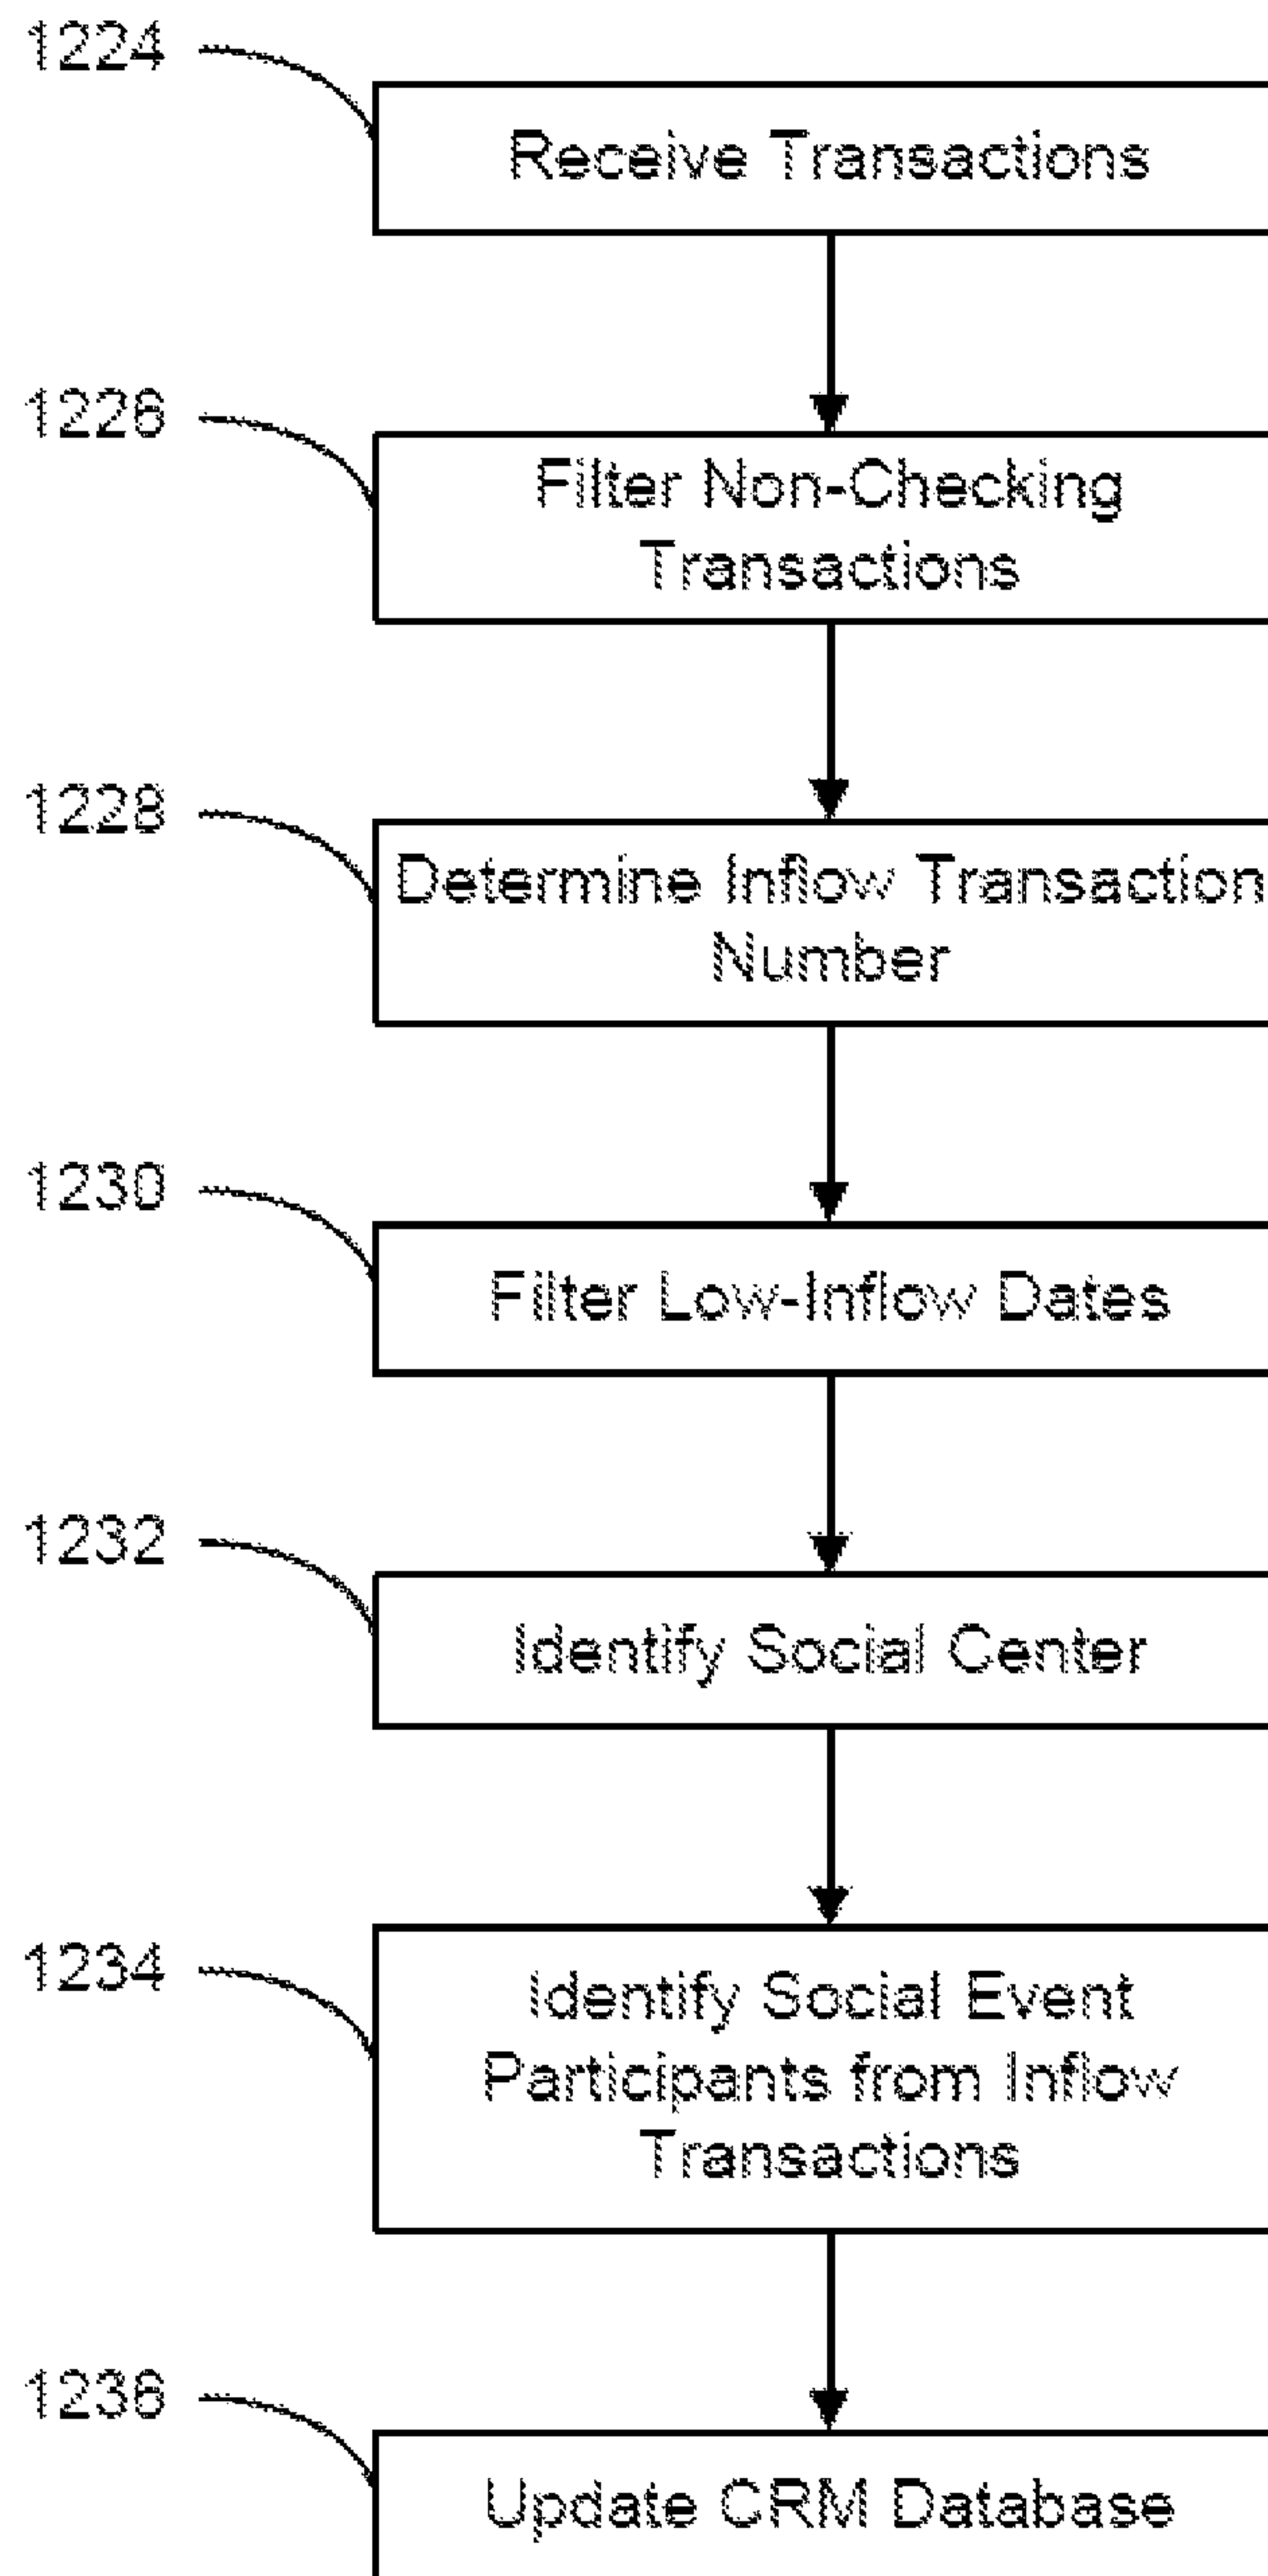 1224
Receive Transactions
1226
Filter Non-Checking
Transactions
1228
Determine Inflow Transaction
Number
1230
Filter Low-Inflow Dates
1232
Identify Social Center
1234
Identify Social Event
Participants from Inflow
Transactions
1236
Update CRM Database